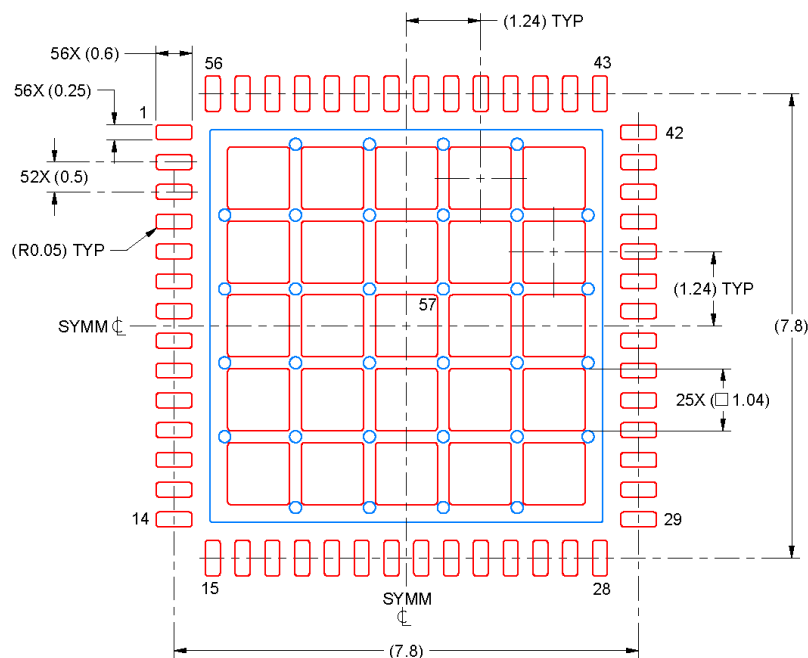 (1.24) TYP
56X (0.6)
56
43
56X (0.25)
1
42
52X (0.5)
(R0.05) TYP
(1.24) TYP
57
SYMM ℄
(7.8)
25X (□ 1.04)
14
29
15
28
SYMM
℄
(7.8)